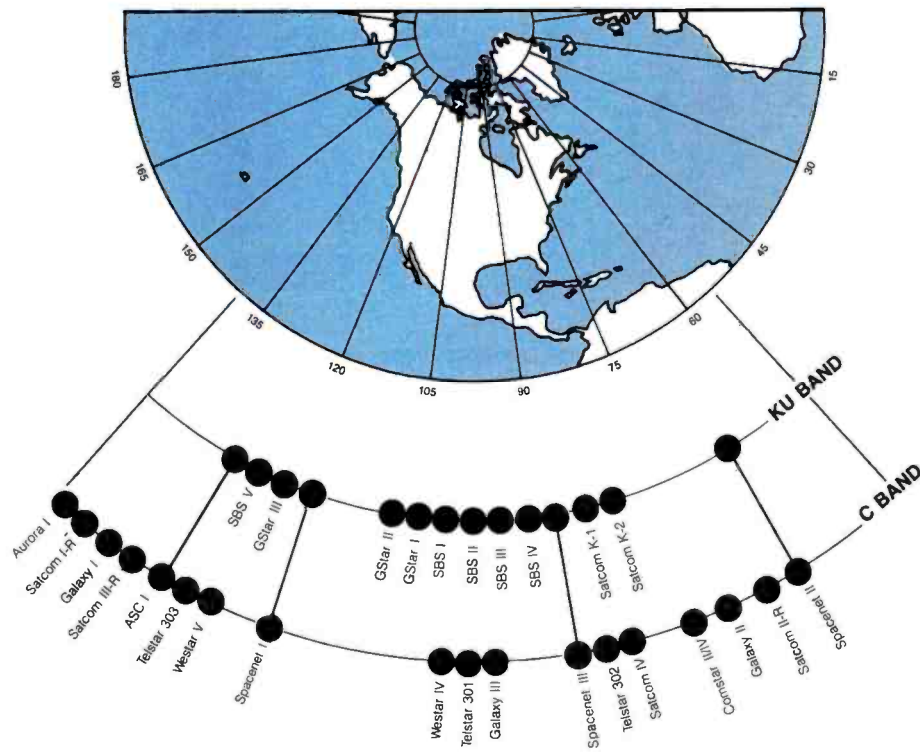 180
165
150
135
120
105
90
75
60
45
30
15
KU BAND
C BAND
SBS V
GStar III
GStar II
GStar I
SBS I
SBS II
SBS III
SBS IV
Satcom K-1
Satcom K-2
Aurora I
Satcom I-R
Galaxy I
Satcom III-R
ASC I
Telstar 303
Westar V
Spacenet I
Westar IV
Telstar 301
Galaxy III
Spacenet III
Telstar 302
Satcom IV
Comstar II/IV
Galaxy II
Satcom II-R
Spacenet II